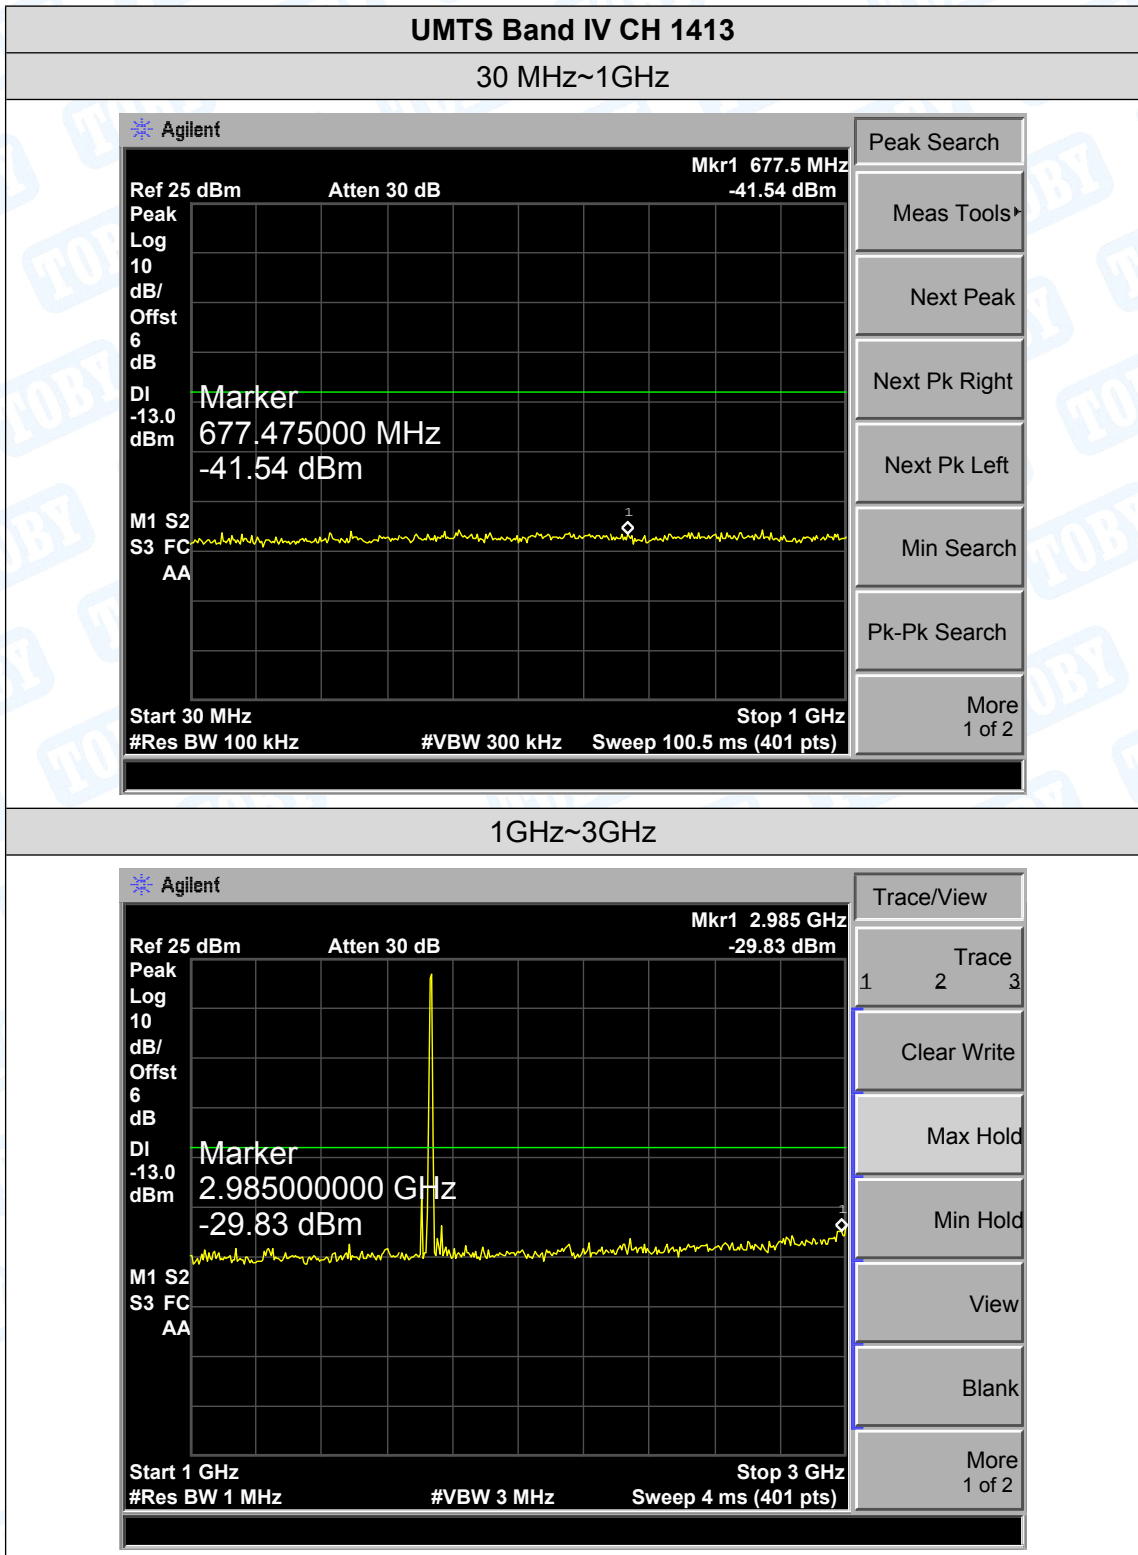 UMTS Band IV CH 1413
30 MHz~1GHz
Agilent
Peak Search
Mkr1 677.5 MHz
Ref 25 dBm Atten 30 dB -41.54 dBm
Peak
Log
10
dB/
Offst
6
dB
DI
-13.0
dBm
Marker
677.475000 MHz
-41.54 dBm
1
M1 S2
S3 FC
AA
Start 30 MHz Stop 1 GHz
#Res BW 100 kHz #VBW 300 kHz Sweep 100.5 ms (401 pts)
Meas Tools
Next Peak
Next Pk Right
Next Pk Left
Min Search
Pk-Pk Search
More
1 of 2
1GHz~3GHz
Agilent
Trace/View
Mkr1 2.985 GHz
Ref 25 dBm Atten 30 dB -29.83 dBm
Peak
Log
10
dB/
Offst
6
dB
DI
-13.0
dBm
Marker
2.985000000 GHz
-29.83 dBm
1
M1 S2
S3 FC
AA
Start 1 GHz Stop 3 GHz
#Res BW 1 MHz #VBW 3 MHz Sweep 4 ms (401 pts)
Trace
1 2 3
Clear Write
Max Hold
Min Hold
View
Blank
More
1 of 2
TOBY